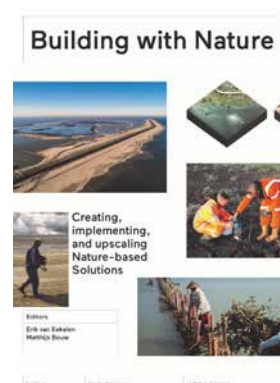 Building with Nature
Creating,
implementing,
and upscaling
Nature-based
Solutions
Editors
Erik van Eekelen
Matthijs Bouw